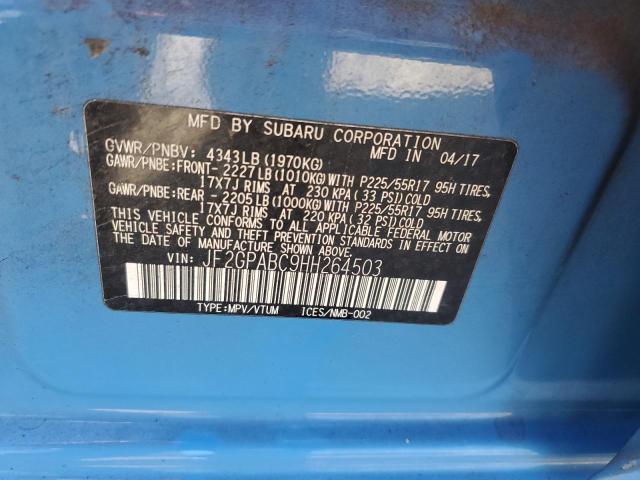 MFD BY SUBARU CORPORATION
GVWR/PNBV: 4343LB (1970KG) MFD IN 04/17
GAWR/PNBE:FRONT- 2227LB (1010KG)WITH P225/55R17 95H TIRES,
17X7J RIMS AT 230 KPA (33 PSI)COLD
GAWR/PNBE:REAR - 2205LB (1000KG)WITH P225/55R17 95H TIRES,
17X7J RIMS AT 220 KPA (32 PSI)COLD
THIS VEHICLE CONFORMS TO ALL APPLICABLE FEDERAL MOTOR
VEHICLE SAFETY AND THEFT PREVENTION STANDARDS IN
EFFECT ON THE DATE OF MANUFACTURE SHOWN ABOVE.
VIN: JF2GPABC9HH264503
TYPE:MPV/VTUM ICES/NMB-002